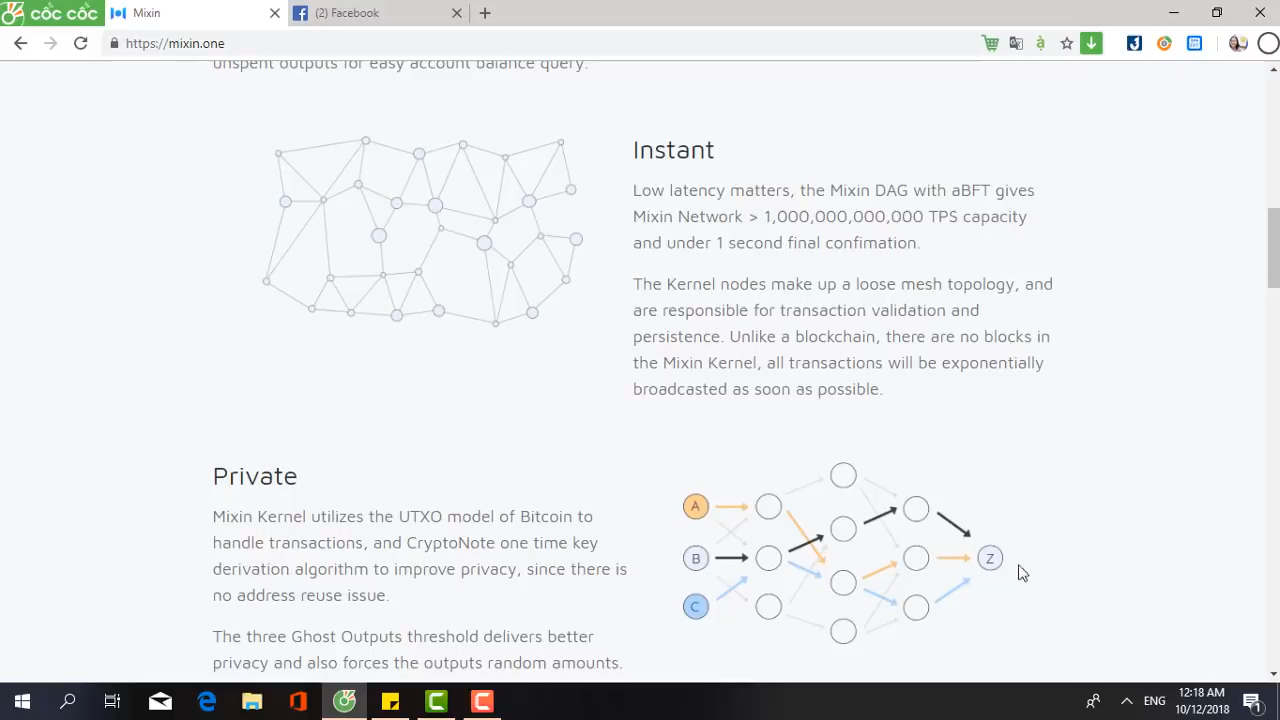 cốc cốc
Mixin
(2) Facebook
https://mixin.one
unspent outputs for easy account balance query.
Instant
Low latency matters, the Mixin DAG with aBFT gives
Mixin Network > 1,000,000,000,000 TPS capacity
and under 1 second final confimation.
The Kernel nodes make up a loose mesh topology, and
are responsible for transaction validation and
persistence. Unlike a blockchain, there are no blocks in
the Mixin Kernel, all transactions will be exponentially
broadcasted as soon as possible.
Private
Mixin Kernel utilizes the UTXO model of Bitcoin to
handle transactions, and CryptoNote one time key
derivation algorithm to improve privacy, since there is
no address reuse issue.
The three Ghost Outputs threshold delivers better
privacy and also forces the outputs random amounts.
A
B
C
Z
ENG
12:18 AM
10/12/2018
1